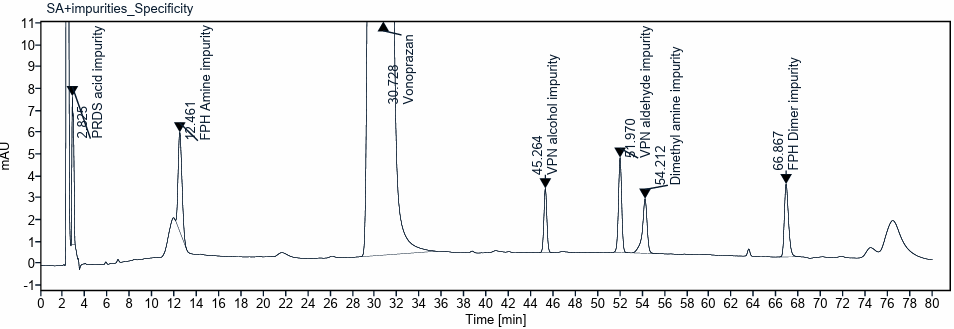 SA+impurities_Specificity
mAU
11
10
9
8
7
6
5
4
3
2
1
0
-1
2.825
PRDS acid impurity
12.461
FPH Amine impurity
30.728
Vonoprazan
45.264
VPN alcohol impurity
51.970
VPN aldehyde impurity
54.212
Dimethyl amine impurity
66.867
FPH Dimer impurity
0 2 4 6 8 10 12 14 16 18 20 22 24 26 28 30 32 34 36 38 40 42 44 46 48 50 52 54 56 58 60 62 64 66 68 70 72 74 76 78 80
Time [min]